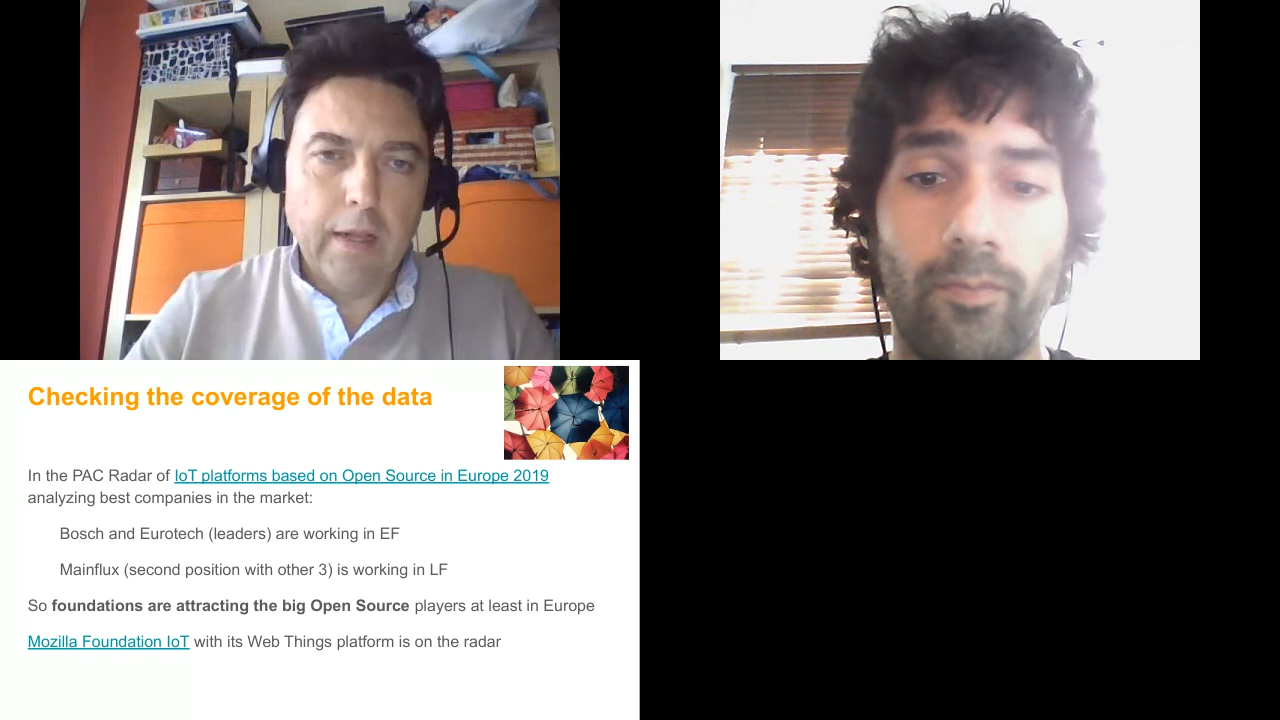 Checking the coverage of the data
In the PAC Radar of IoT platforms based on Open Source in Europe 2019
analyzing best companies in the market:
Bosch and Eurotech (leaders) are working in EF
Mainflux (second position with other 3) is working in LF
So foundations are attracting the big Open Source players at least in Europe
Mozilla Foundation IoT with its Web Things platform is on the radar